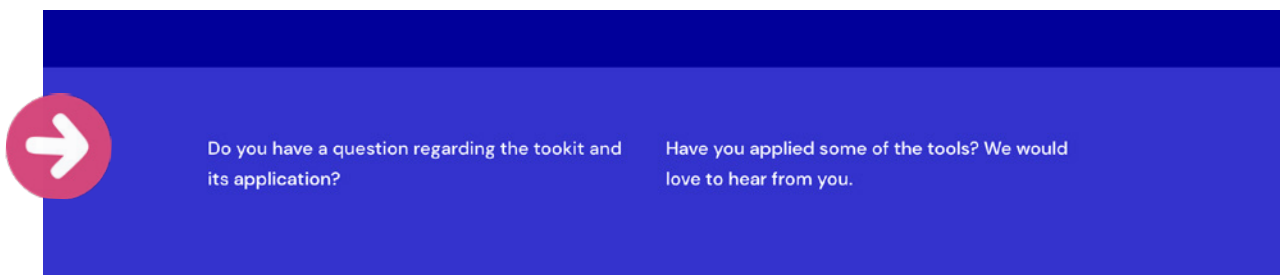 Do you have a question regarding the tookit and
its application?
Have you applied some of the tools? We would
love to hear from you.